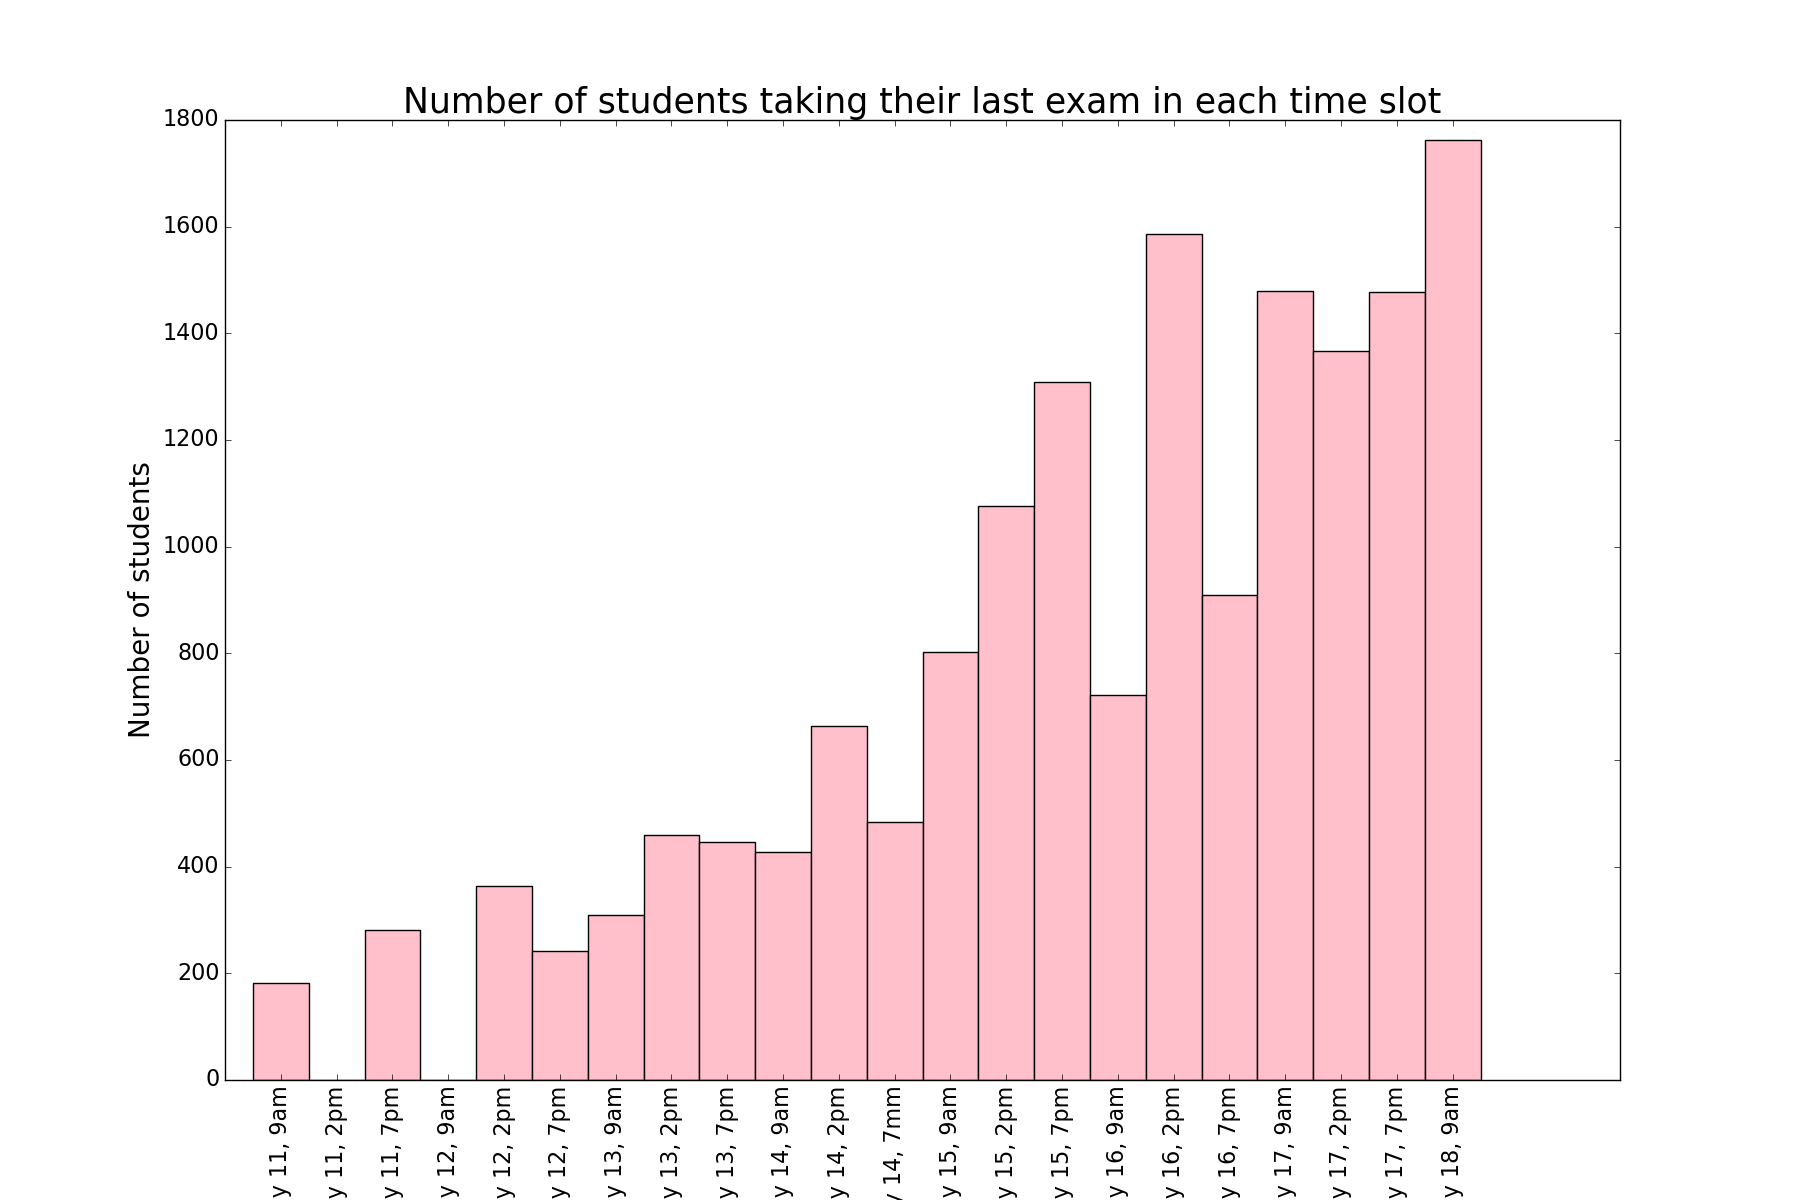 Number of students taking their last exam in each time slot
Number of students
1800
1600
1400
1200
1000
800
600
400
200
0
y 11, 9am
y 11, 2pm
y 11, 7pm
y 12, 9am
y 12, 2pm
y 12, 7pm
y 13, 9am
y 13, 2pm
y 13, 7pm
y 14, 9am
y 14, 2pm
y 14, 7mm
y 15, 9am
y 15, 2pm
y 15, 7pm
y 16, 9am
y 16, 2pm
y 16, 7pm
y 17, 9am
y 17, 2pm
y 17, 7pm
y 18, 9am